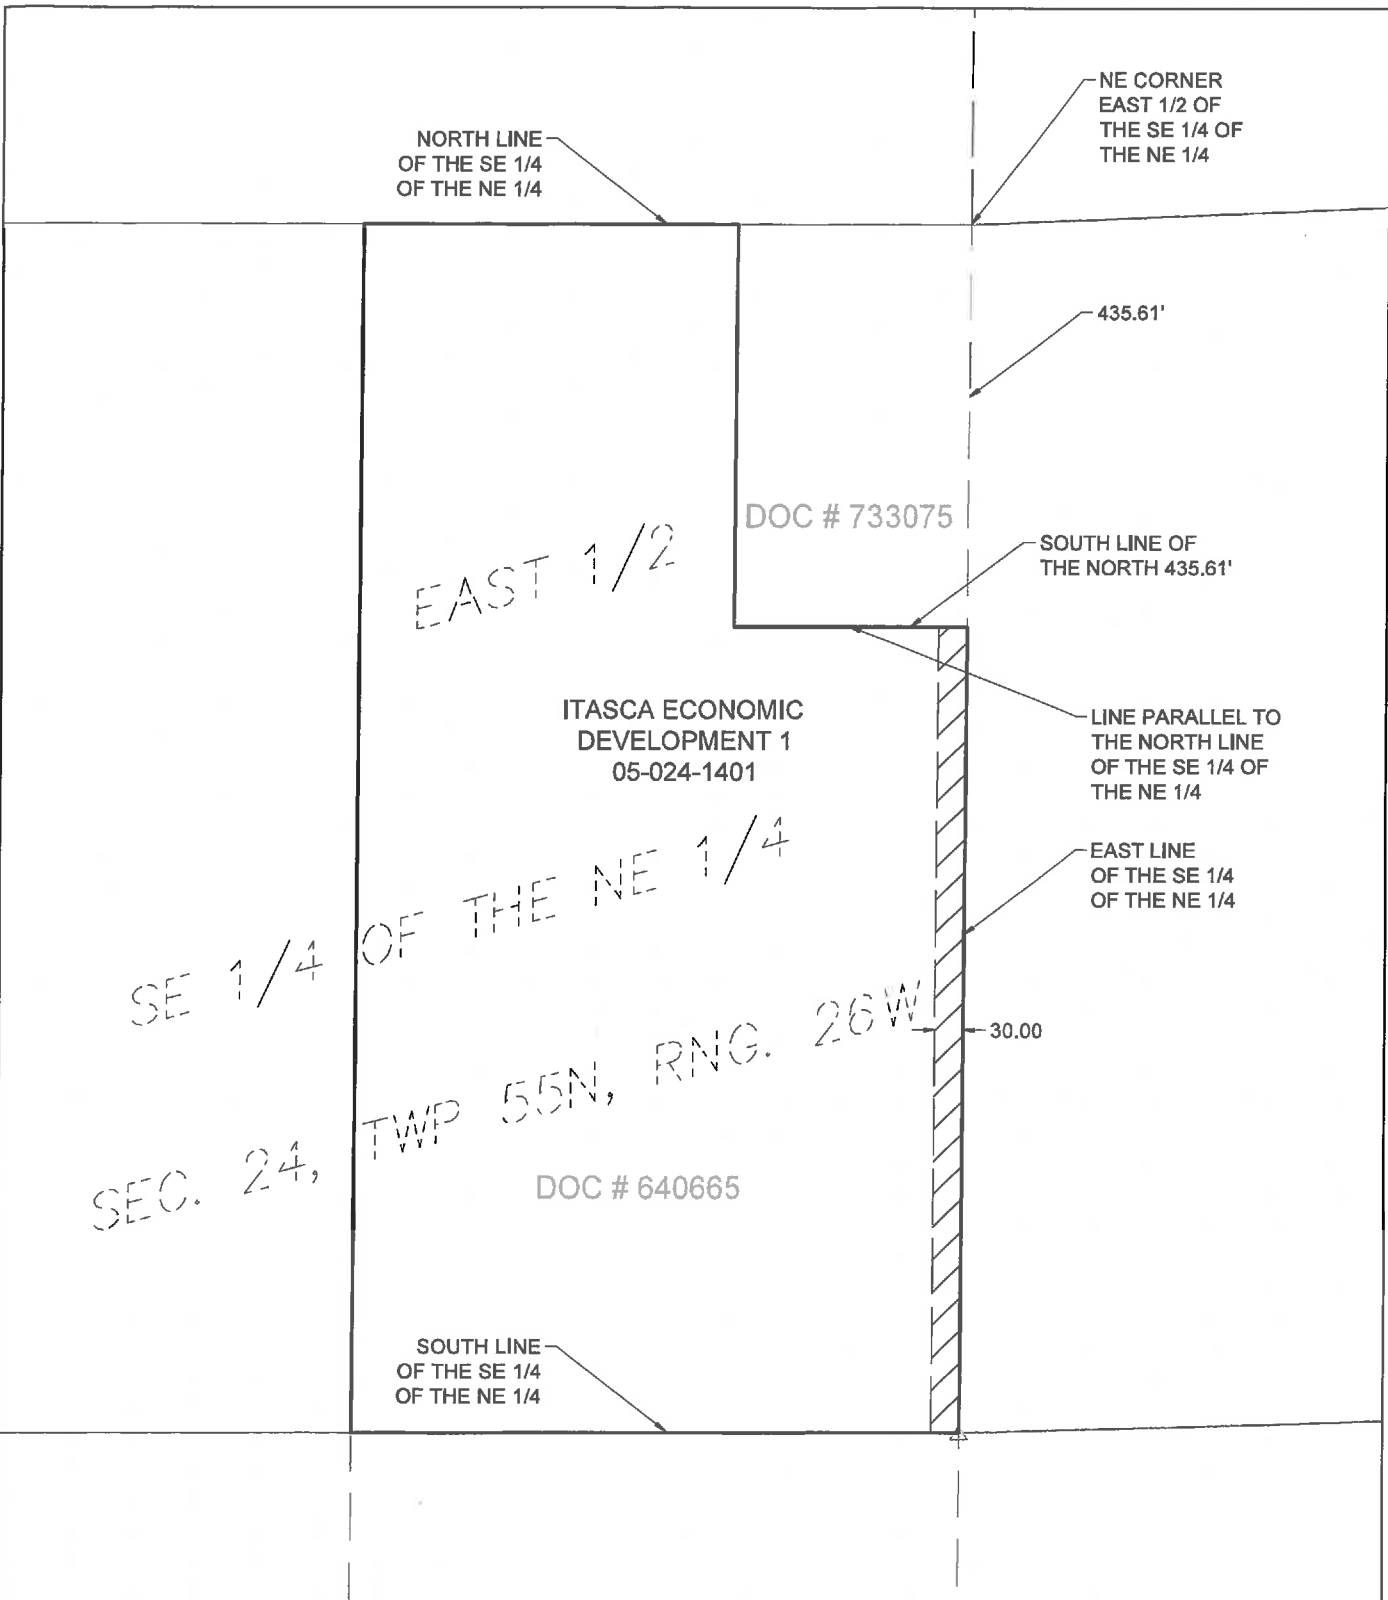 NE CORNER
EAST 1/2 OF
THE SE 1/4 OF
THE NE 1/4
NORTH LINE
OF THE SE 1/4
OF THE NE 1/4
435.61'
DOC # 733075
SOUTH LINE OF
THE NORTH 435.61'
EAST 1/2
ITASCA ECONOMIC
DEVELOPMENT 1
05-024-1401
LINE PARALLEL TO
THE NORTH LINE
OF THE SE 1/4 OF
THE NE 1/4
EAST LINE
OF THE SE 1/4
OF THE NE 1/4
SE 1/4 OF THE NE 1/4
30.00
SEC. 24, TWP 55N, RNG. 26W
DOC # 640665
SOUTH LINE
OF THE SE 1/4
OF THE NE 1/4